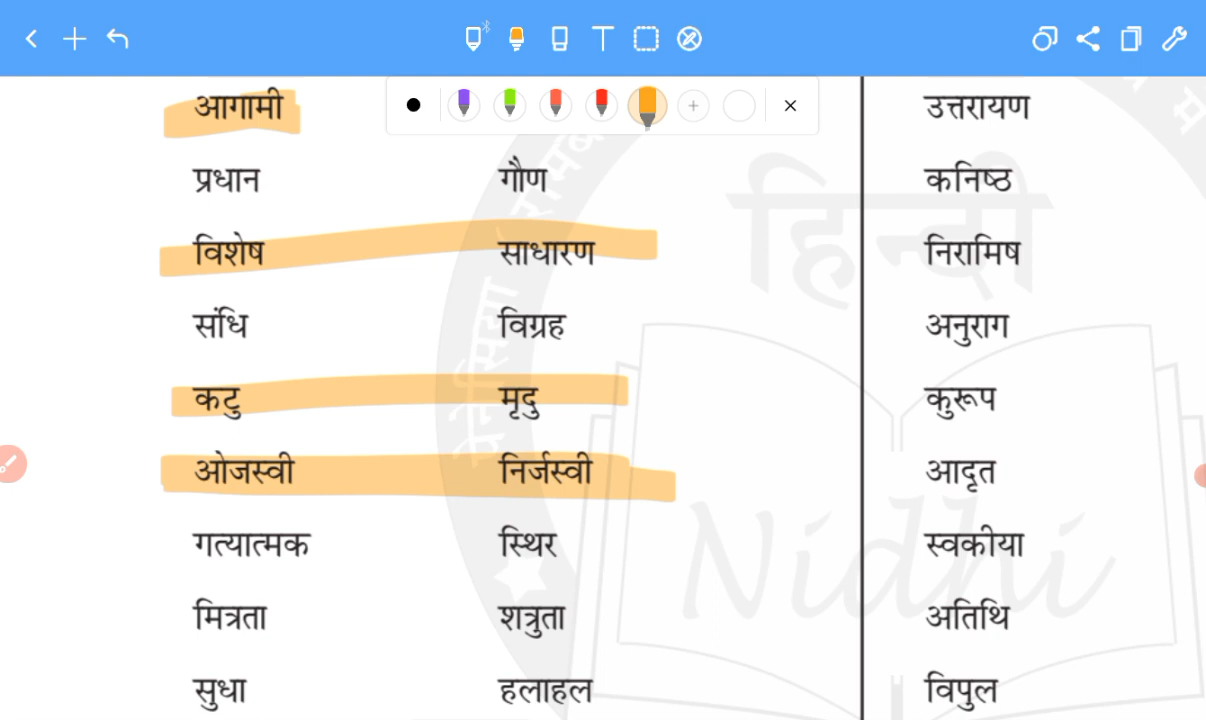 आगामी उत्तरायण
प्रधान गौण कनिष्ठ
विशेष साधारण निरामिष
संधि विग्रह अनुराग
कटु मृदु कुरूप
ओजस्वी निर्जस्वी आदृत
गत्यात्मक स्थिर स्वकीया
मित्रता शत्रुता अतिथि
सुधा हलाहल विपुल
हिन्दी
Nidhi